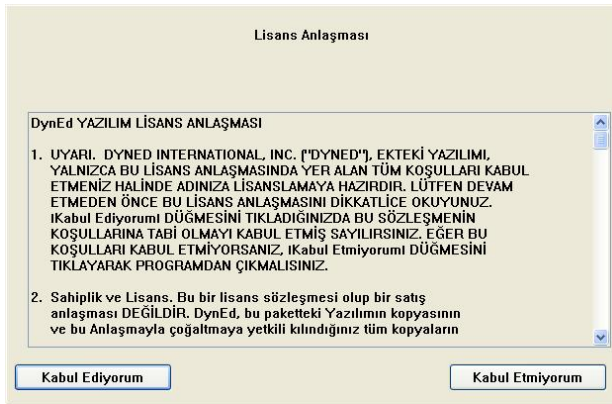 Lisans Anlaşması
DynEd YAZILIM LİSANS ANLAŞMASI
1. UYARI. DYNED INTERNATIONAL, INC. ("DYNED"), EKTEKİ YAZILIMI,
YALNIZCA BU LİSANS ANLAŞMASINDA YER ALAN TÜM KOŞULLARI KABUL
ETMENİZ HALİNDE ADINIZA LİSANSLAMAYA HAZIRDIR. LÜTFEN DEVAM
ETMEDEN ÖNCE BU LİSANS ANLAŞMASINI DİKKATLİCE OKUYUNUZ.
ıKabul Ediyorumı DÜĞMESİNİ TIKLADIĞINIZDA BU SÖZLEŞMENİN
KOŞULLARINA TABİ OLMAYI KABUL ETMİŞ SAYILIRSINIZ. EĞER BU
KOŞULLARI KABUL ETMİYORSANIZ, ıKabul Etmiyorumı DÜĞMESİNİ
TIKLAYARAK PROGRAMDAN ÇIKMALISINIZ.
2. Sahiplik ve Lisans. Bu bir lisans sözleşmesi olup bir satış
anlaşması DEĞİLDİR. DynEd, bu paketteki Yazılımın kopyasının
ve bu Anlaşmayla çoğaltmaya yetkili kılındığınız tüm kopyaların
Kabul Ediyorum
Kabul Etmiyorum